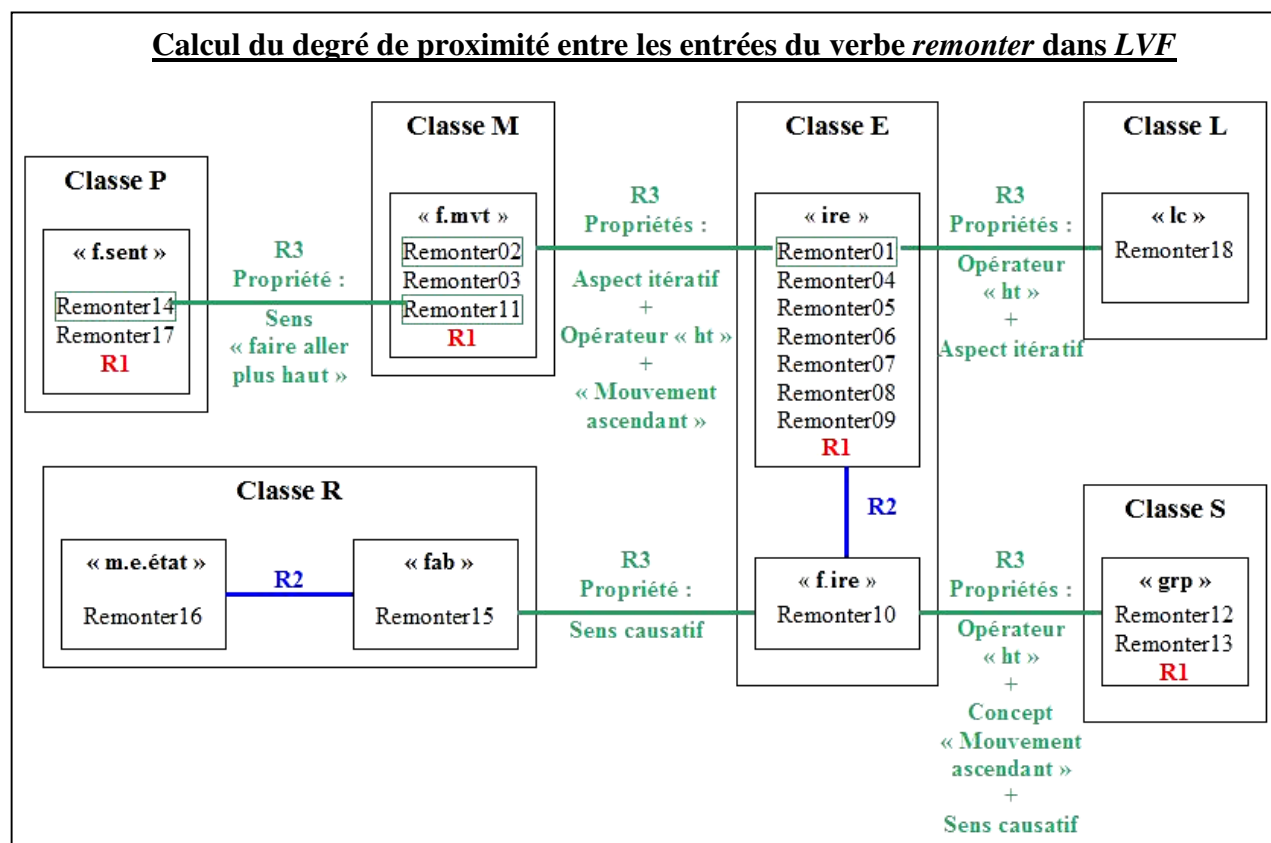 Calcul du degré de proximité entre les entrées du verbe remonter dans LVF
Classe P
« f.sent »
Remonter14
Remonter17
R1
R3
Propriété :
Sens
« faire aller
plus haut »
Classe M
« f.mvt »
Remonter02
Remonter03
Remonter11
R1
R3
Propriétés :
Aspect itératif
+
Opérateur « ht »
+
« Mouvement
ascendant »
Classe E
« ire »
Remonter01
Remonter04
Remonter05
Remonter06
Remonter07
Remonter08
Remonter09
R1
R3
Propriétés :
Opérateur
« ht »
+
Aspect itératif
Classe L
« lc »
Remonter18
R2
Classe R
« m.e.état »
Remonter16
R2
« fab »
Remonter15
R3
Propriété :
Sens causatif
« f.ire »
Remonter10
R3
Propriétés :
Opérateur
« ht »
+
Concept
« Mouvement
ascendant »
+
Sens causatif
Classe S
« grp »
Remonter12
Remonter13
R1